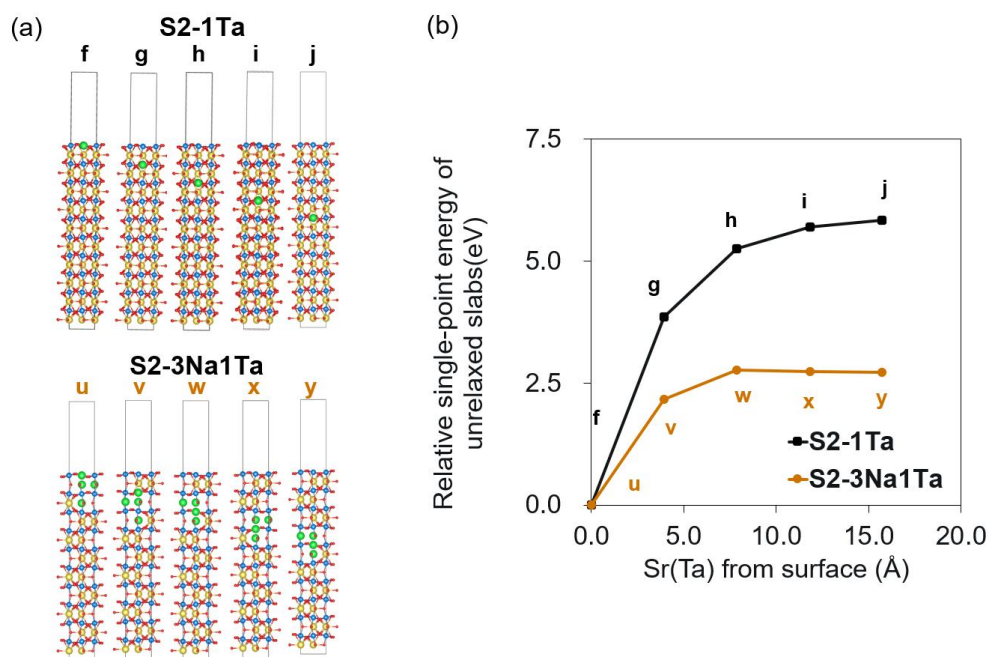 (a)
S2-1Ta
f g h i j
S2-3Na1Ta
u v w x y
(b)
Relative single-point energy of
unrelaxed slabs(eV)
7.5
5.0
2.5
0.0
f
g
h
i
j
u
v
w
x
y
S2-1Ta
S2-3Na1Ta
0.0 5.0 10.0 15.0 20.0
Sr(Ta) from surface (Å)